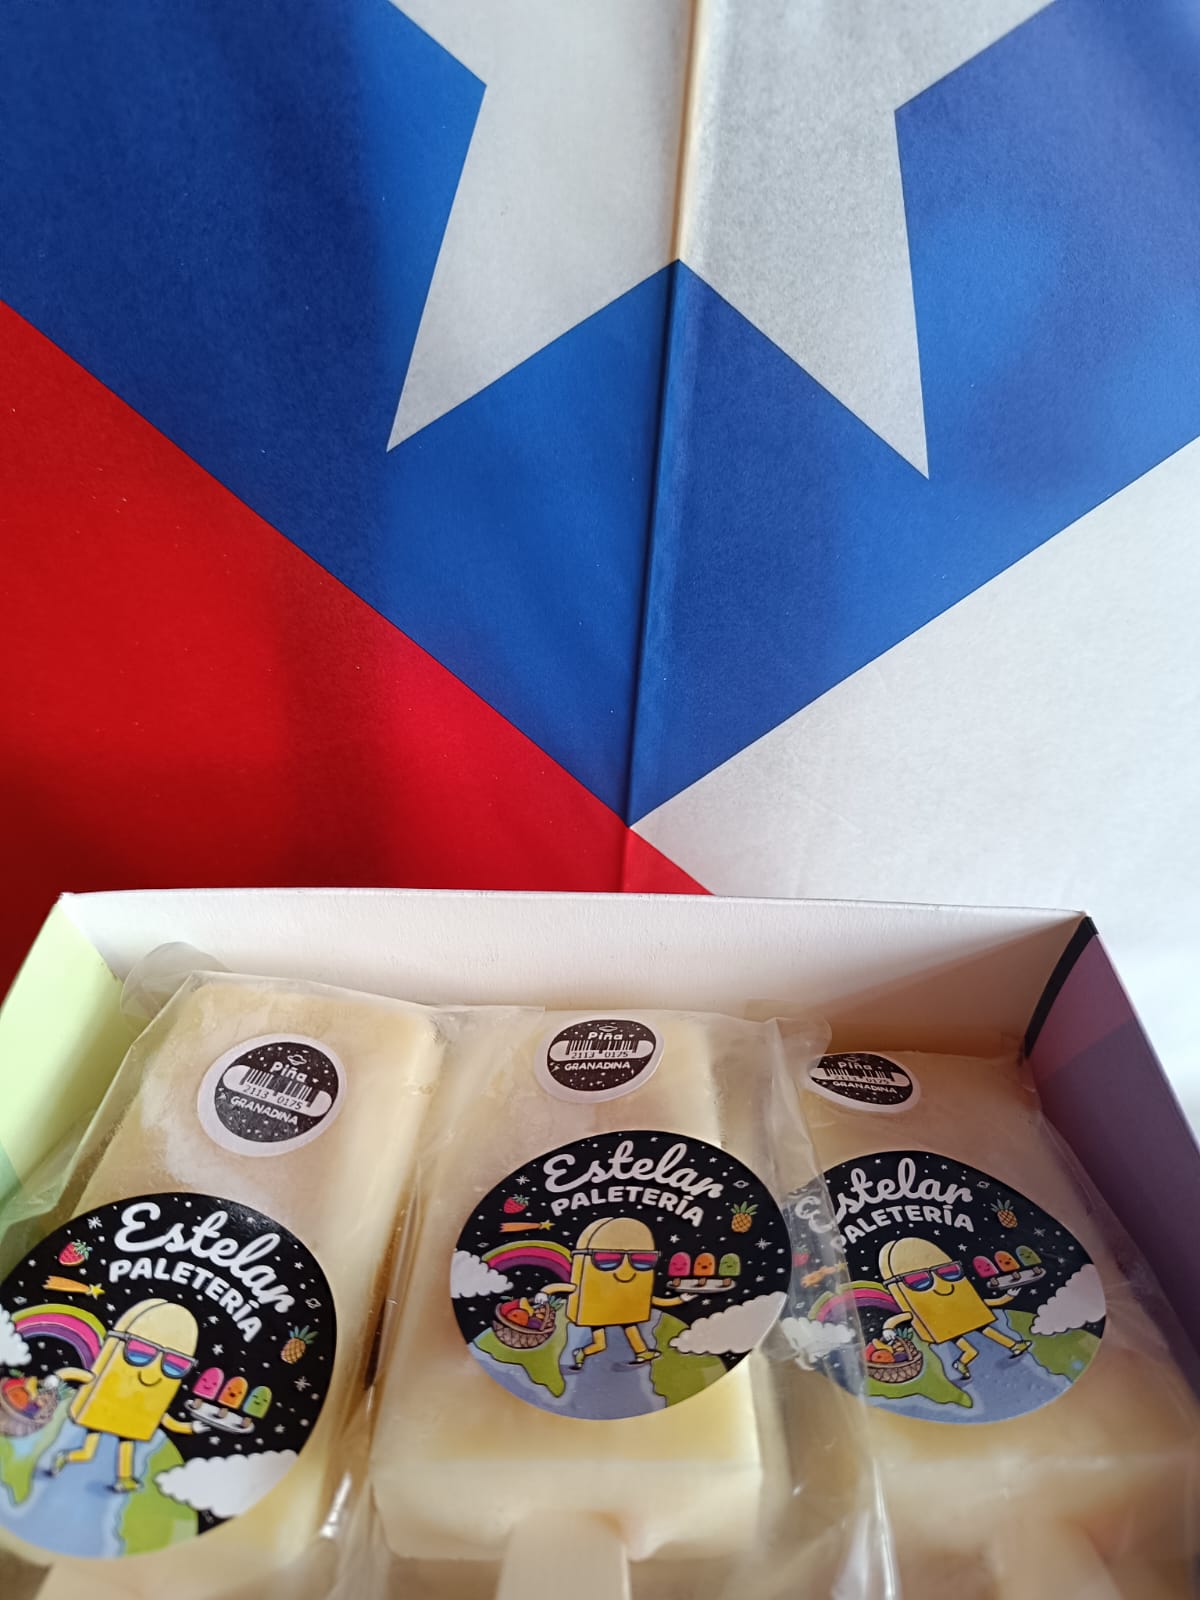 Piña
2113 0175
GRANADINA
Estelar
PALETERÍA
Piña
2113 0175
GRANADINA
Estelar
PALETERÍA
Piña
GRANADINA
Estelar
PALETERÍA